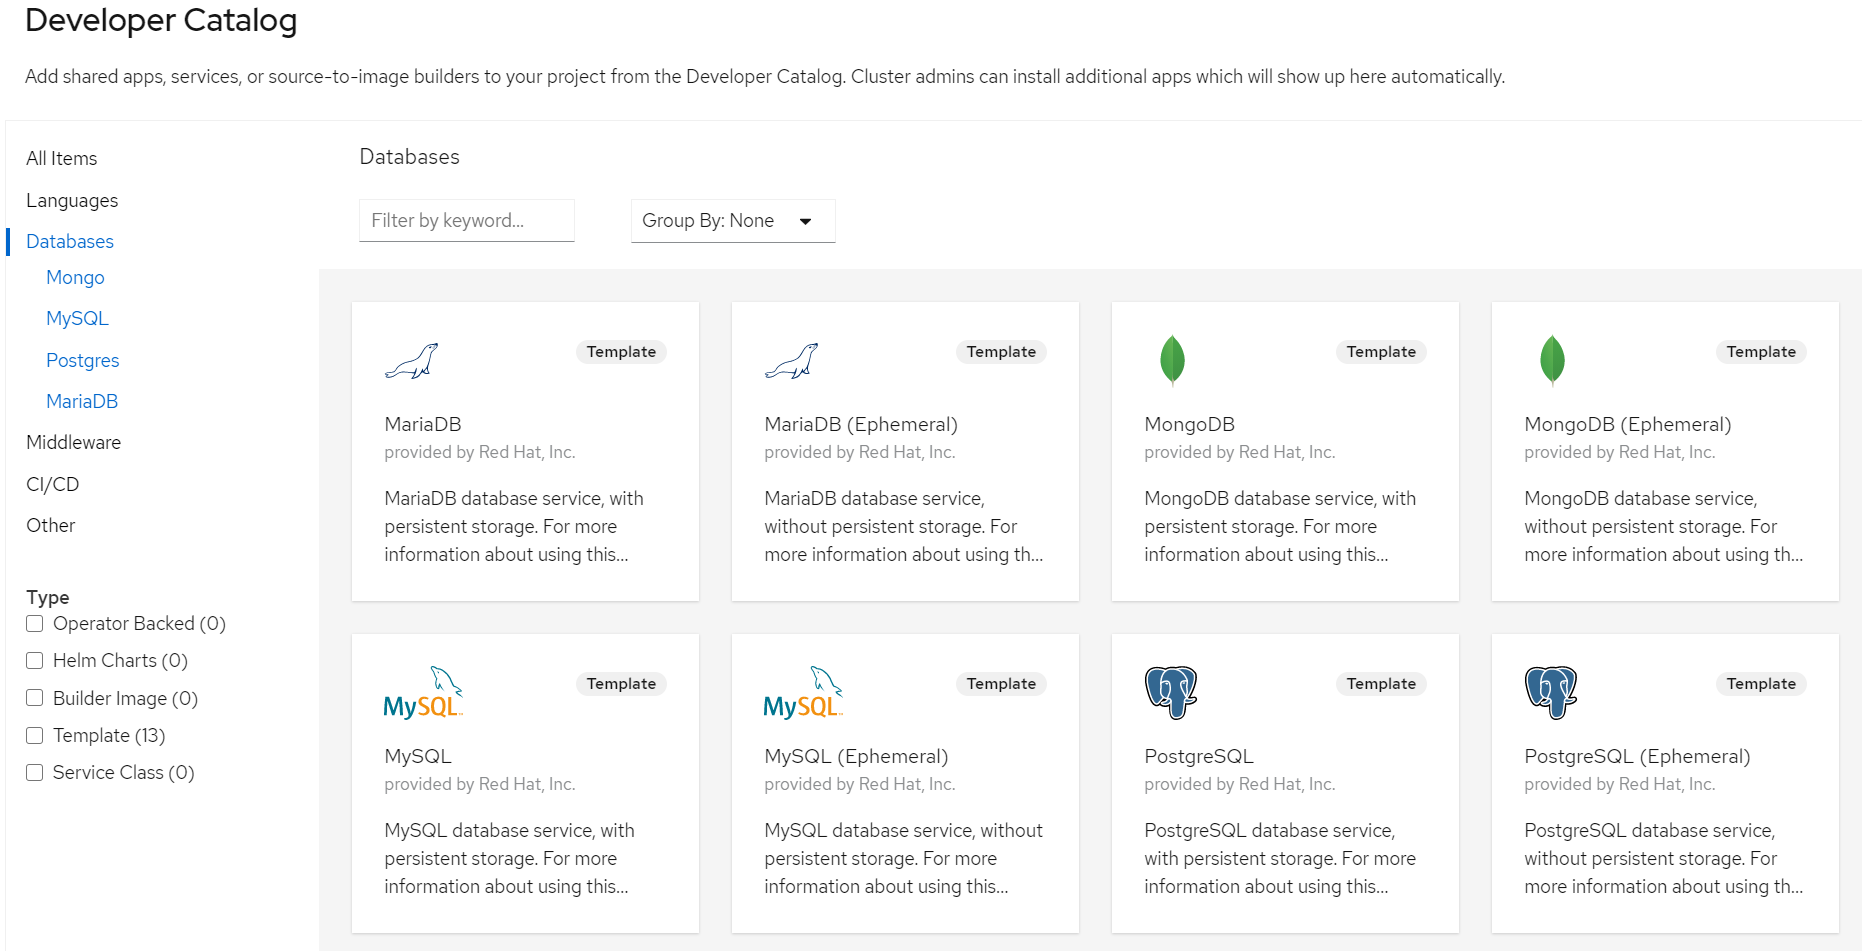 Developer Catalog
Add shared apps, services, or source-to-image builders to your project from the Developer Catalog. Cluster admins can install additional apps which will show up here automatically.
All Items
Languages
Databases
Mongo
MySQL
Postgres
MariaDB
Middleware
CI/CD
Other
Type
Operator Backed (0)
Helm Charts (0)
Builder Image (0)
Template (13)
Service Class (0)
Databases
Filter by keyword...
Group By: None
Template
MariaDB
provided by Red Hat, Inc.
MariaDB database service, with
persistent storage. For more
information about using this...
Template
MariaDB (Ephemeral)
provided by Red Hat, Inc.
MariaDB database service,
without persistent storage. For
more information about using th...
Template
MongoDB
provided by Red Hat, Inc.
MongoDB database service, with
persistent storage. For more
information about using this...
Template
MongoDB (Ephemeral)
provided by Red Hat, Inc.
MongoDB database service,
without persistent storage. For
more information about using th...
MySQL
Template
MySQL
provided by Red Hat, Inc.
MySQL database service, with
persistent storage. For more
information about using this...
MySQL
Template
MySQL (Ephemeral)
provided by Red Hat, Inc.
MySQL database service, without
persistent storage. For more
information about using this...
Template
PostgreSQL
provided by Red Hat, Inc.
PostgreSQL database service,
with persistent storage. For more
information about using this...
Template
PostgreSQL (Ephemeral)
provided by Red Hat, Inc.
PostgreSQL database service,
without persistent storage. For
more information about using th...